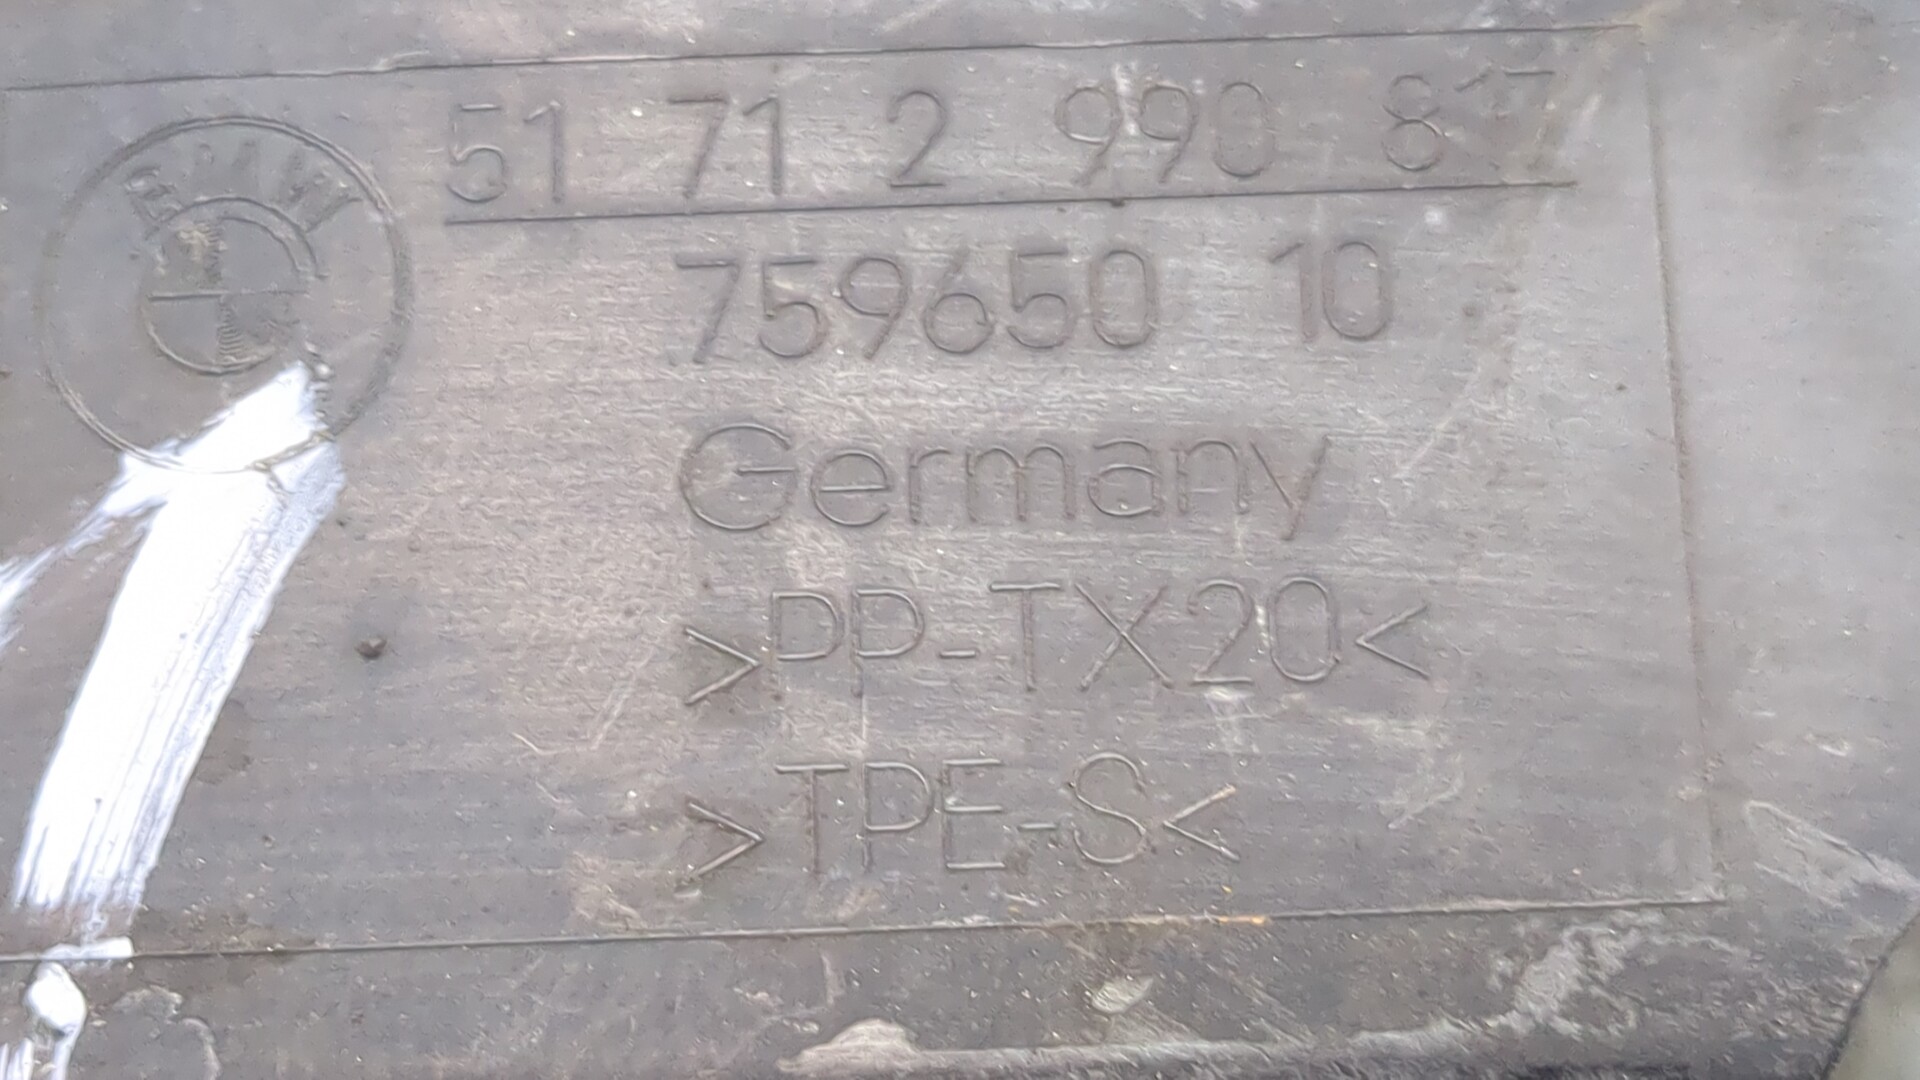 BMW
51 71 2 990 817
759650 10
Germany
>PP-TX20<
>TPE-S<